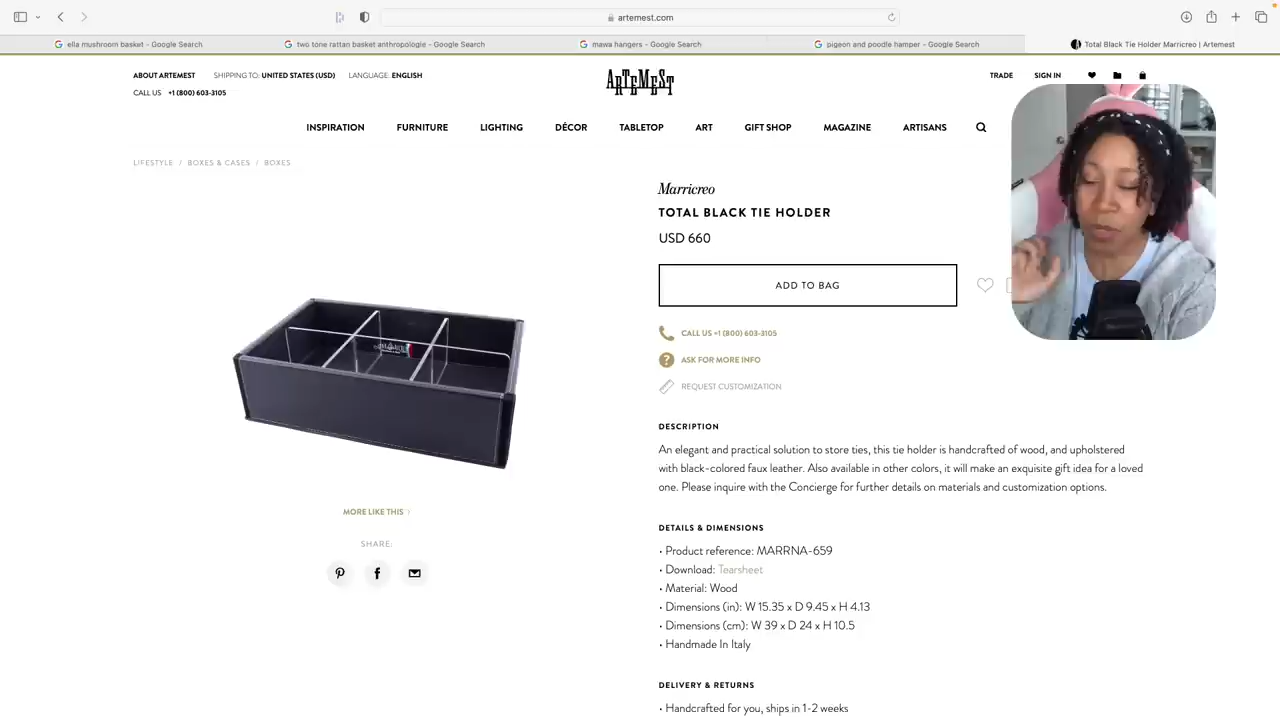 artemest.com
ella mushroom basket - Google Search
two tone rattan basket anthropologie - Google Search
mawa hangers - Google Search
pigeon and poodle hamper - Google Search
Total Black Tie Holder Marricreo | Artemest
ABOUT ARTEMEST SHIPPING TO: UNITED STATES (USD) LANGUAGE: ENGLISH
CALL US +1 (800) 603-3105
ARTEMEST
TRADE SIGN IN
INSPIRATION FURNITURE LIGHTING DÉCOR TABLETOP ART GIFT SHOP MAGAZINE ARTISANS
LIFESTYLE / BOXES & CASES / BOXES
Marricreo
TOTAL BLACK TIE HOLDER
USD 660
ADD TO BAG
CALL US +1 (800) 603-3105
ASK FOR MORE INFO
REQUEST CUSTOMIZATION
MORE LIKE THIS
SHARE:
DESCRIPTION
An elegant and practical solution to store ties, this tie holder is handcrafted of wood, and upholstered
with black-colored faux leather. Also available in other colors, it will make an exquisite gift idea for a loved
one. Please inquire with the Concierge for further details on materials and customization options.
DETAILS & DIMENSIONS
• Product reference: MARRNA-659
• Download: Tearsheet
• Material: Wood
• Dimensions (in): W 15.35 x D 9.45 x H 4.13
• Dimensions (cm): W 39 x D 24 x H 10.5
• Handmade In Italy
DELIVERY & RETURNS
• Handcrafted for you, ships in 1-2 weeks